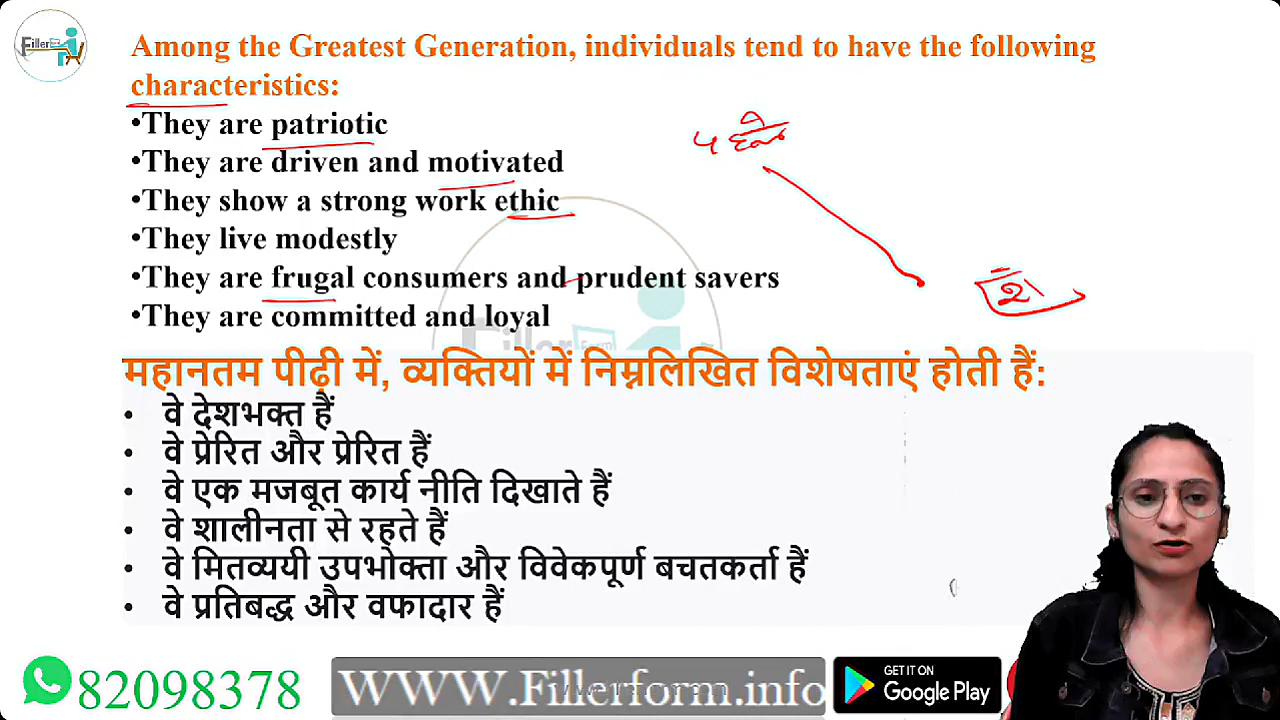 Filler Form
Among the Greatest Generation, individuals tend to have the following
characteristics:
•They are patriotic
•They are driven and motivated
•They show a strong work ethic
•They live modestly
•They are frugal consumers and prudent savers
•They are committed and loyal
महानतम पीढ़ी में, व्यक्तियों में निम्नलिखित विशेषताएं होती हैं:
• वे देशभक्त हैं
• वे प्रेरित और प्रेरित हैं
• वे एक मजबूत कार्य नीति दिखाते हैं
• वे शालीनता से रहते हैं
• वे मितव्ययी उपभोक्ता और विवेकपूर्ण बचतकर्ता हैं
• वे प्रतिबद्ध और वफादार हैं
82098378
WWW.Fillerform.info
GET IT ON
Google Play